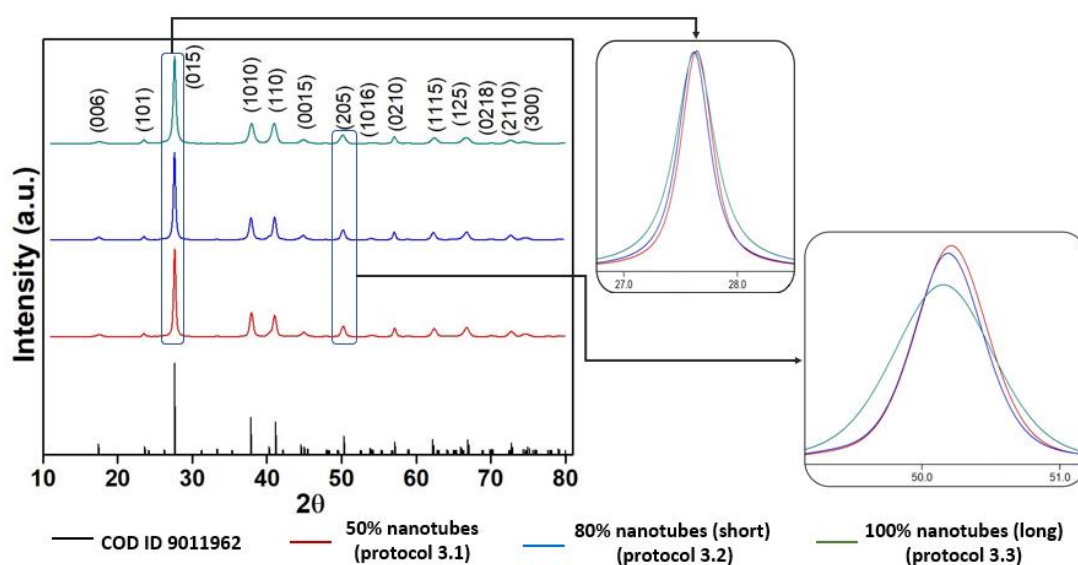 Intensity (a.u.)
(006)
(101)
(015)
(1010)
(110)
(0015)
(205)
(1016)
(0210)
(1115)
(125)
(0218)
(2110)
(300)
10 20 30 40 50 60 70 80
2θ
27.0 28.0
50.0 51.0
COD ID 9011962
50% nanotubes
(protocol 3.1)
80% nanotubes (short)
(protocol 3.2)
100% nanotubes (long)
(protocol 3.3)